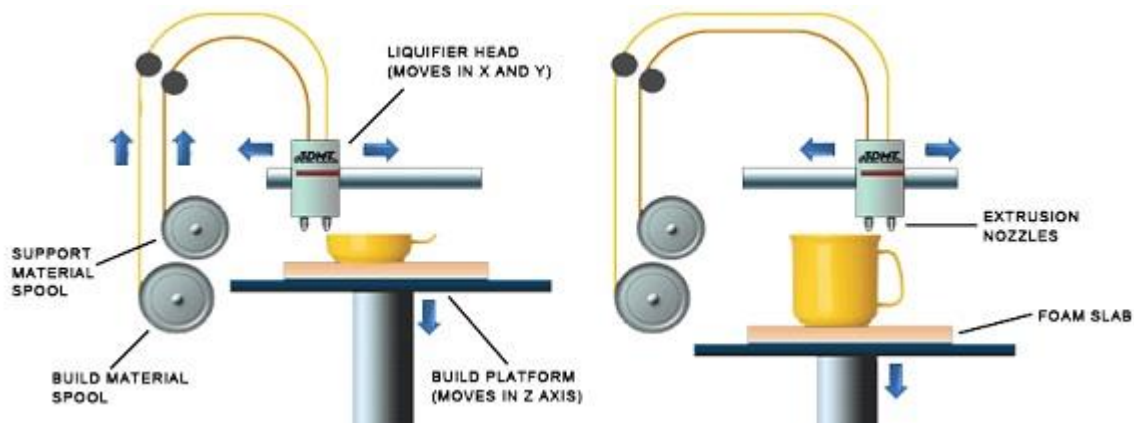 LIQUIFIER HEAD
(MOVES IN X AND Y)
SUPPORT
MATERIAL
SPOOL
BUILD MATERIAL
SPOOL
BUILD PLATFORM
(MOVES IN Z AXIS)
EXTRUSION
NOZZLES
FOAM SLAB